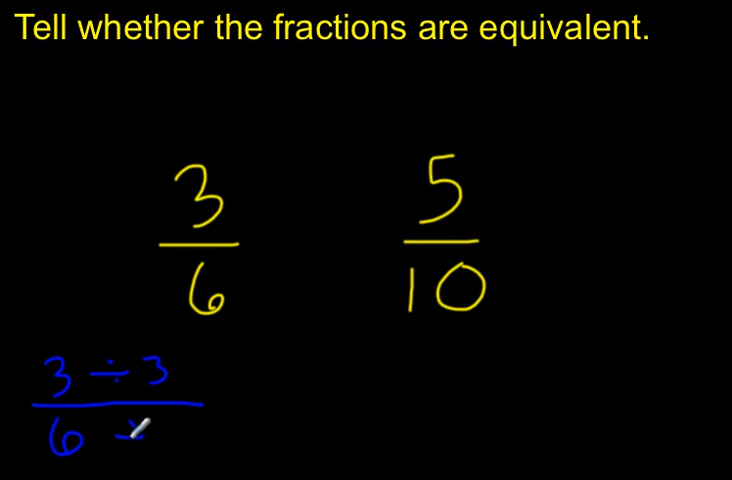 Tell whether the fractions are equivalent.
3 5
6 10
3 ÷ 3
6 ÷